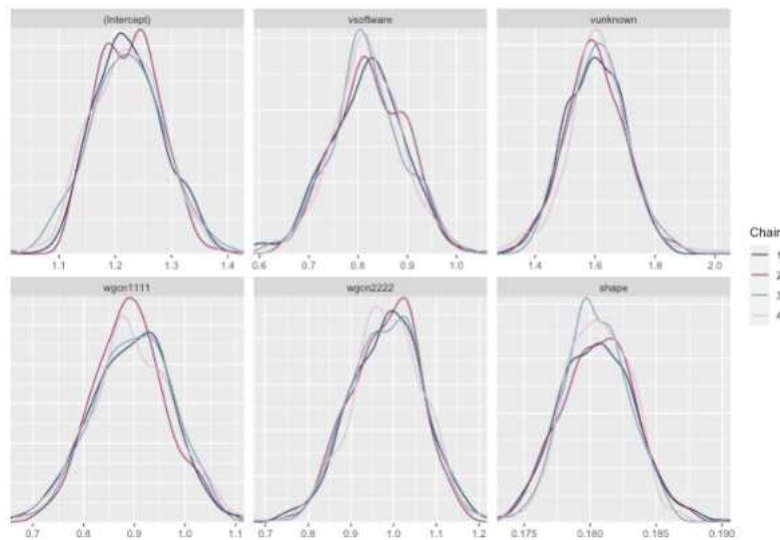 (Intercept) vsoftware vunknown
1.1 1.2 1.3 1.4 0.6 0.7 0.8 0.9 1.0 1.4 1.6 1.8 2.0
Chain
1
2
3
4
wgcn1111 wgcn2222 shape
0.7 0.8 0.9 1.0 1.1 0.7 0.8 0.9 1.0 1.1 1.2 0.175 0.180 0.185 0.190